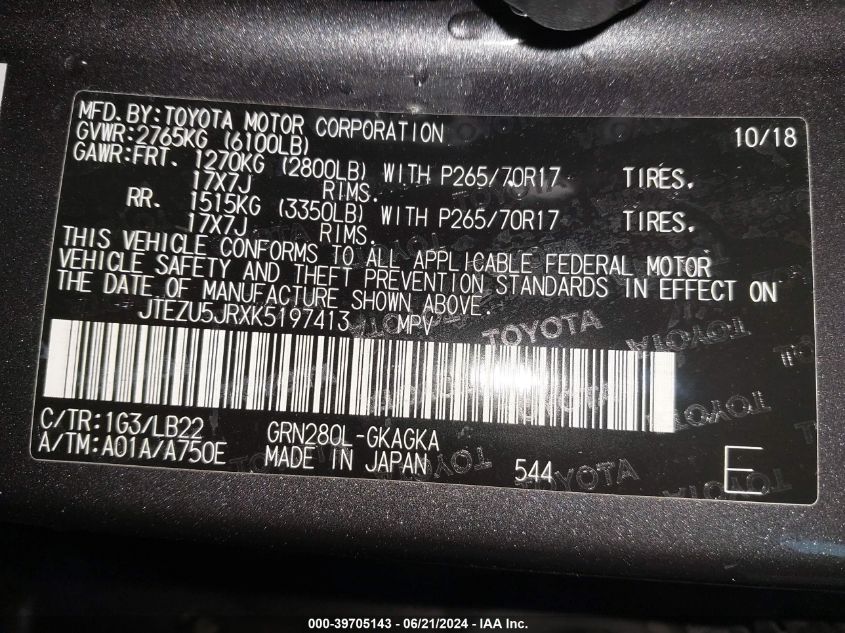 MFD. BY: TOYOTA MOTOR CORPORATION 10/18
GVWR: 2765KG (6100LB)
GAWR: FRT. 1270KG (2800LB) WITH P265/70R17 TIRES.
17X7J RIMS.
RR. 1515KG (3350LB) WITH P265/70R17 TIRES.
17X7J RIMS.
THIS VEHICLE CONFORMS TO ALL APPLICABLE FEDERAL MOTOR
VEHICLE SAFETY AND THEFT PREVENTION STANDARDS IN EFFECT ON
THE DATE OF MANUFACTURE SHOWN ABOVE.
JTEZU5JRXK5197413 MPV
TOYOTA
C/TR: 1G3/LB22 GRN280L-GKAGKA
A/TM: A01A/A750E MADE IN JAPAN 544 E
000-39705143 - 06/21/2024 - IAA Inc.